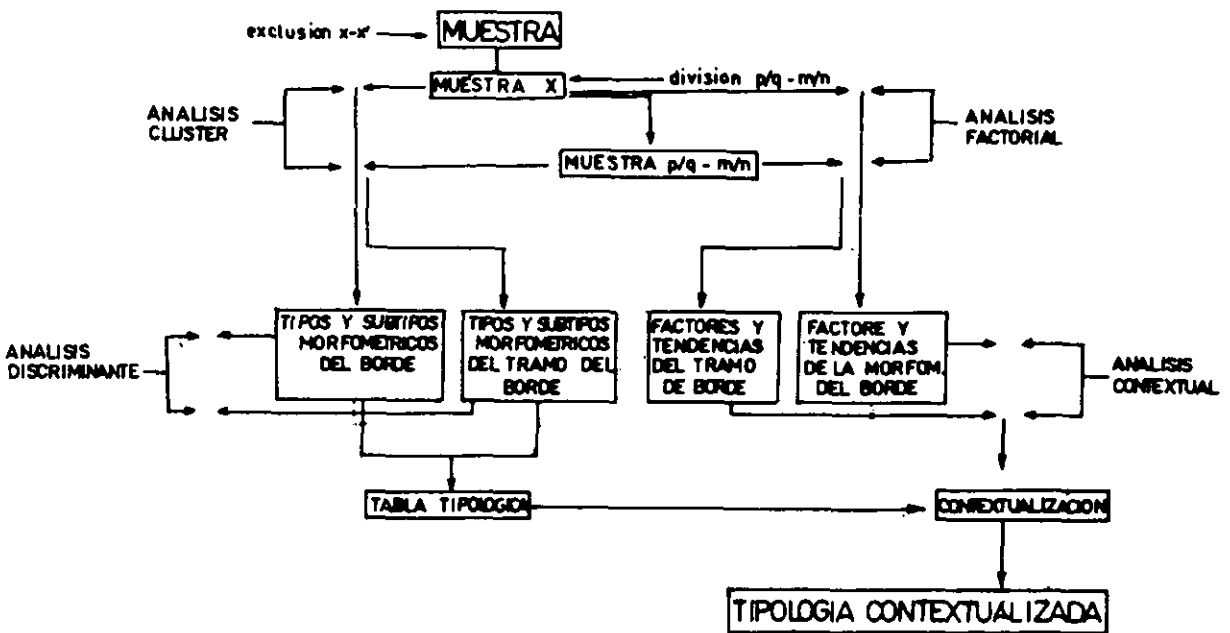 exclusion x-x'
MUESTRA
MUESTRA X
division p/q - m/n
ANALISIS
CLUSTER
ANALISIS
FACTORIAL
MUESTRA p/q - m/n
TIPOS Y SUBTIPOS
MORFOMETRICOS
DEL BORDE
TIPOS Y SUBTIPOS
MORFOMETRICOS
DEL TRAMO DEL
BORDE
FACTORES Y
TENDENCIAS
DEL TRAMO
DE BORDE
FACTORE Y
TENDENCIAS
DE LA MORFOM.
DEL BORDE
ANALISIS
DISCRIMINANTE
ANALISIS
CONTEXTUAL
TABLA TIPOLOGICA
CONTEXTUALIZACION
TIPOLOGIA CONTEXTUALIZADA